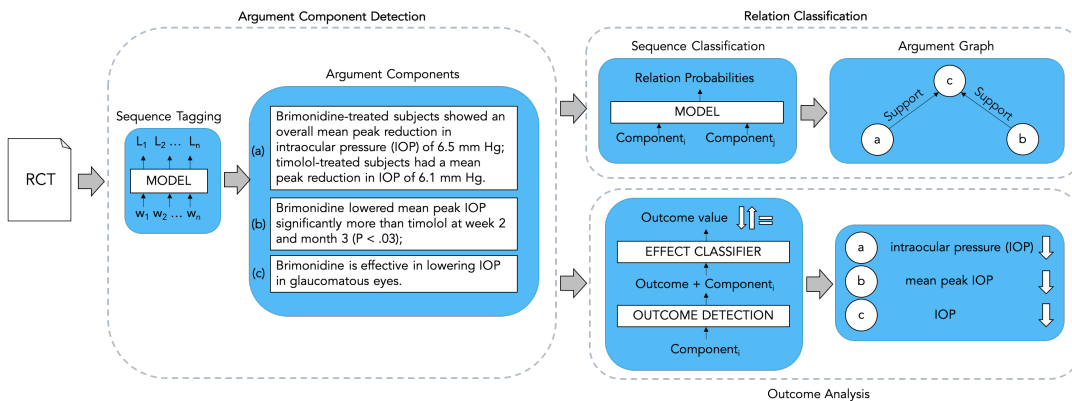 Argument Component Detection
Relation Classification
RCT
Sequence Tagging
L1 L2 ... Ln
MODEL
w1 w2 ... wn
Argument Components
(a)
Brimonidine-treated subjects showed an
overall mean peak reduction in
intraocular pressure (IOP) of 6.5 mm Hg;
timolol-treated subjects had a mean
peak reduction in IOP of 6.1 mm Hg.
(b)
Brimonidine lowered mean peak IOP
significantly more than timolol at week 2
and month 3 (P < .03);
(c)
Brimonidine is effective in lowering IOP
in glaucomatous eyes.
Sequence Classification
Relation Probabilities
MODEL
Componenti Componentj
Argument Graph
c
Support
Support
a
b
Outcome value =
EFFECT CLASSIFIER
Outcome + Componenti
OUTCOME DETECTION
Componenti
a intraocular pressure (IOP)
b mean peak IOP
c IOP
Outcome Analysis